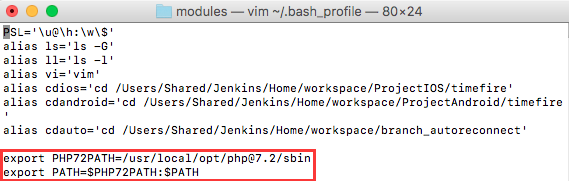 modules — vim ~/.bash_profile — 80×24
PSL='\u@\h:\w\$'
alias ls='ls -G'
alias ll='ls -l'
alias vi='vim'
alias cdios='cd /Users/Shared/Jenkins/Home/workspace/ProjectIOS/timefire'
alias cdandroid='cd /Users/Shared/Jenkins/Home/workspace/ProjectAndroid/timefire
'
alias cdauto='cd /Users/Shared/Jenkins/Home/workspace/branch_autoreconnect'
export PHP72PATH=/usr/local/opt/php@7.2/sbin
export PATH=$PHP72PATH:$PATH